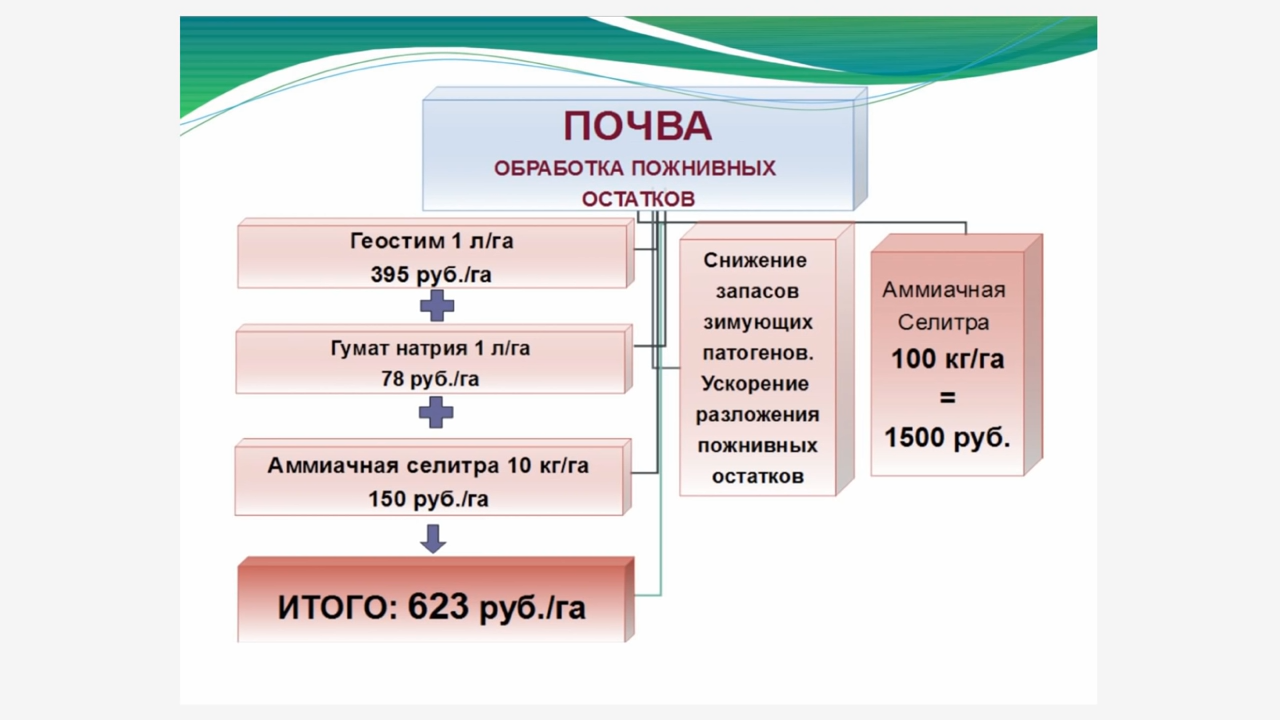 ПОЧВА
ОБРАБОТКА ПОЖНИВНЫХ
ОСТАТКОВ
Геостим 1 л/га
395 руб./га
Гумат натрия 1 л/га
78 руб./га
Аммиачная селитра 10 кг/га
150 руб./га
ИТОГО: 623 руб./га
Снижение
запасов
зимующих
патогенов.
Ускорение
разложения
пожнивных
остатков
Аммиачная
Селитра
100 кг/га
=
1500 руб.